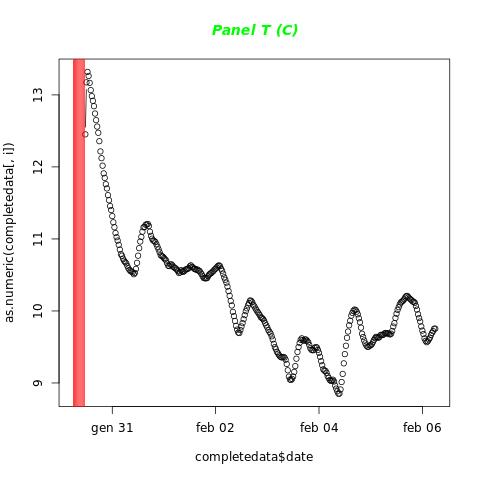 Panel T (C)
as.numeric(completedata[, i])
13
12
11
10
9
gen 31
feb 02
feb 04
feb 06
completedata$date